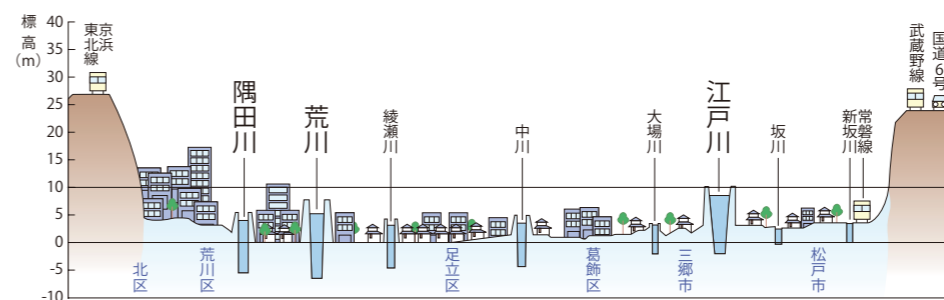 標高
(m)
40
35
30
25
20
15
10
5
0
-5
-10
京浜
東北線
隅田川
荒川
綾瀬川
中川
大場川
江戸川
坂川
新坂川
常磐線
武蔵野線
国道6号
北区
荒川区
足立区
葛飾区
三郷市
松戸市